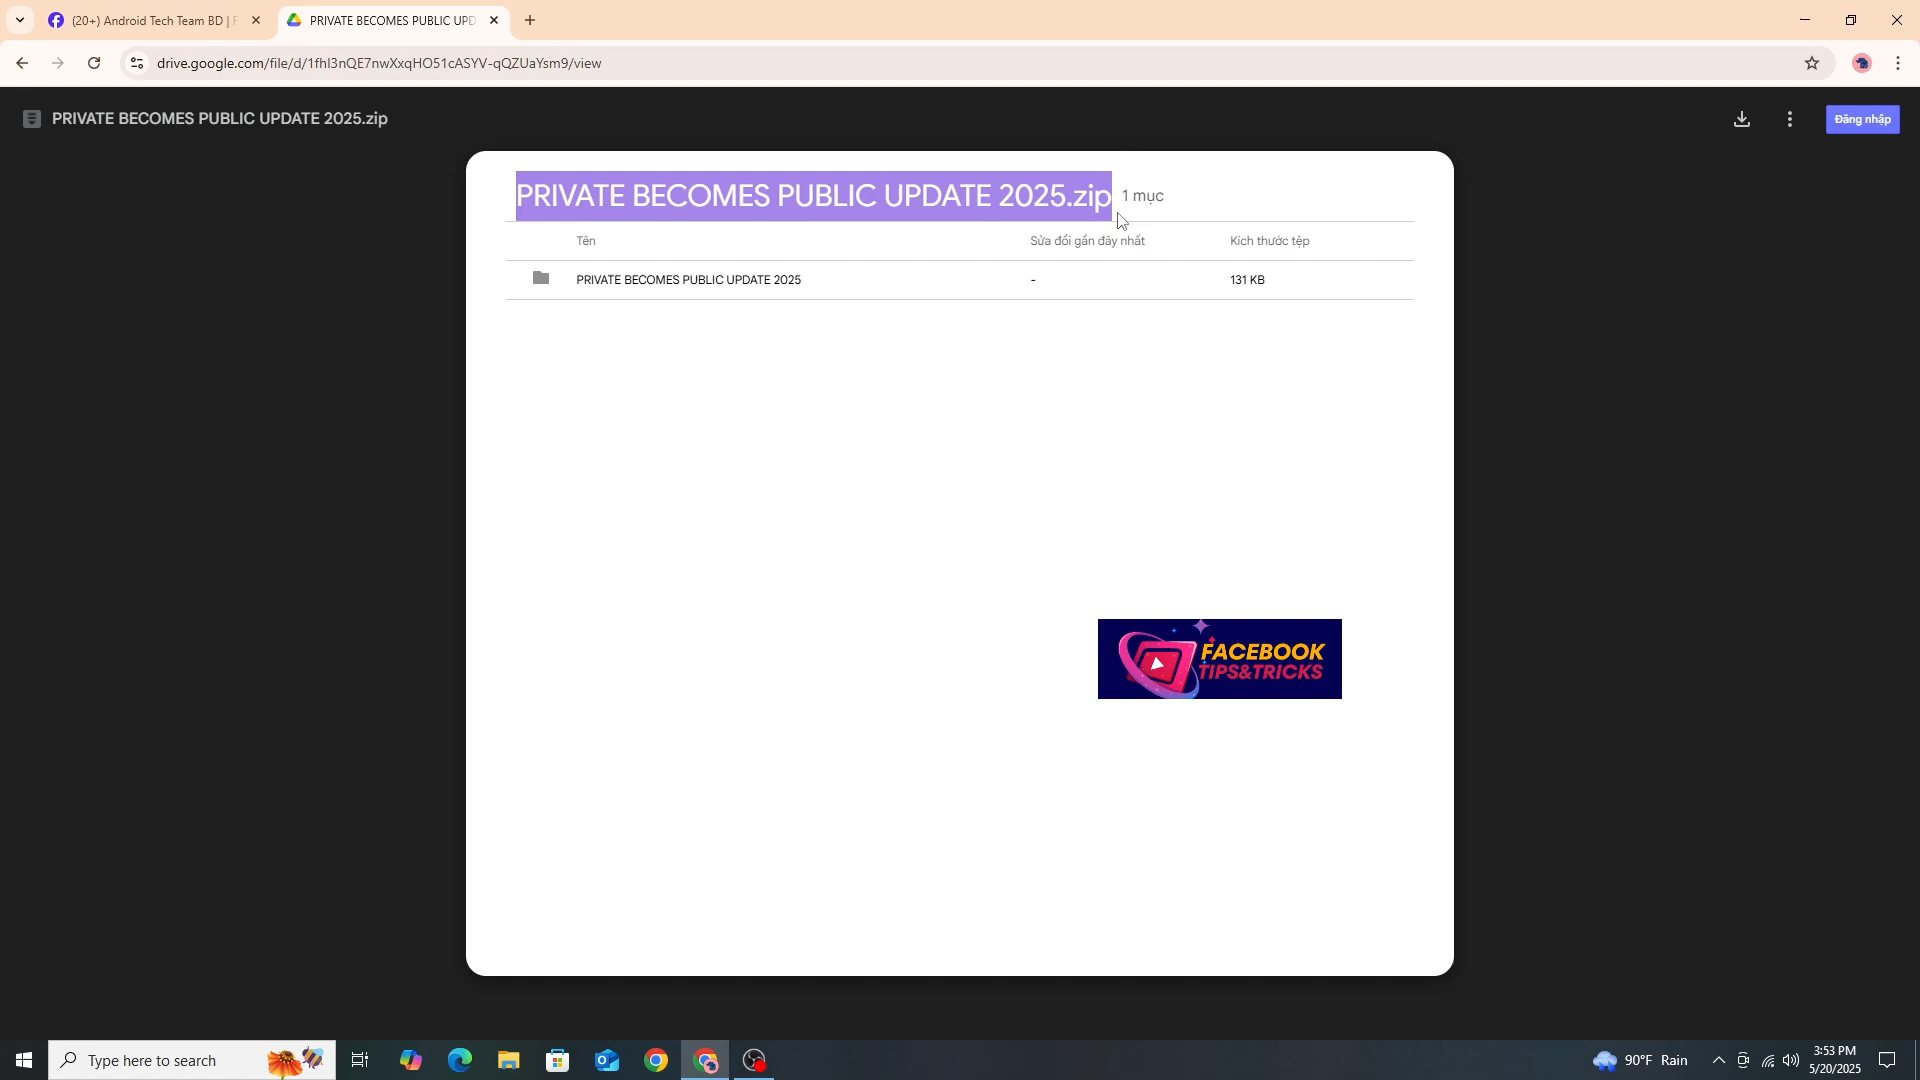 (20+) Android Tech Team BD | F
PRIVATE BECOMES PUBLIC UPD
drive.google.com/file/d/1fhI3nQE7nwXxqHO51cASYV-qQZUaYsm9/view
PRIVATE BECOMES PUBLIC UPDATE 2025.zip
Đăng nhập
PRIVATE BECOMES PUBLIC UPDATE 2025.zip 1 mục
Tên Sửa đổi gần đây nhất Kích thước tệp
PRIVATE BECOMES PUBLIC UPDATE 2025 - 131 KB
FACEBOOK
TIPS&TRICKS
Type here to search
90°F Rain
3:53 PM
5/20/2025